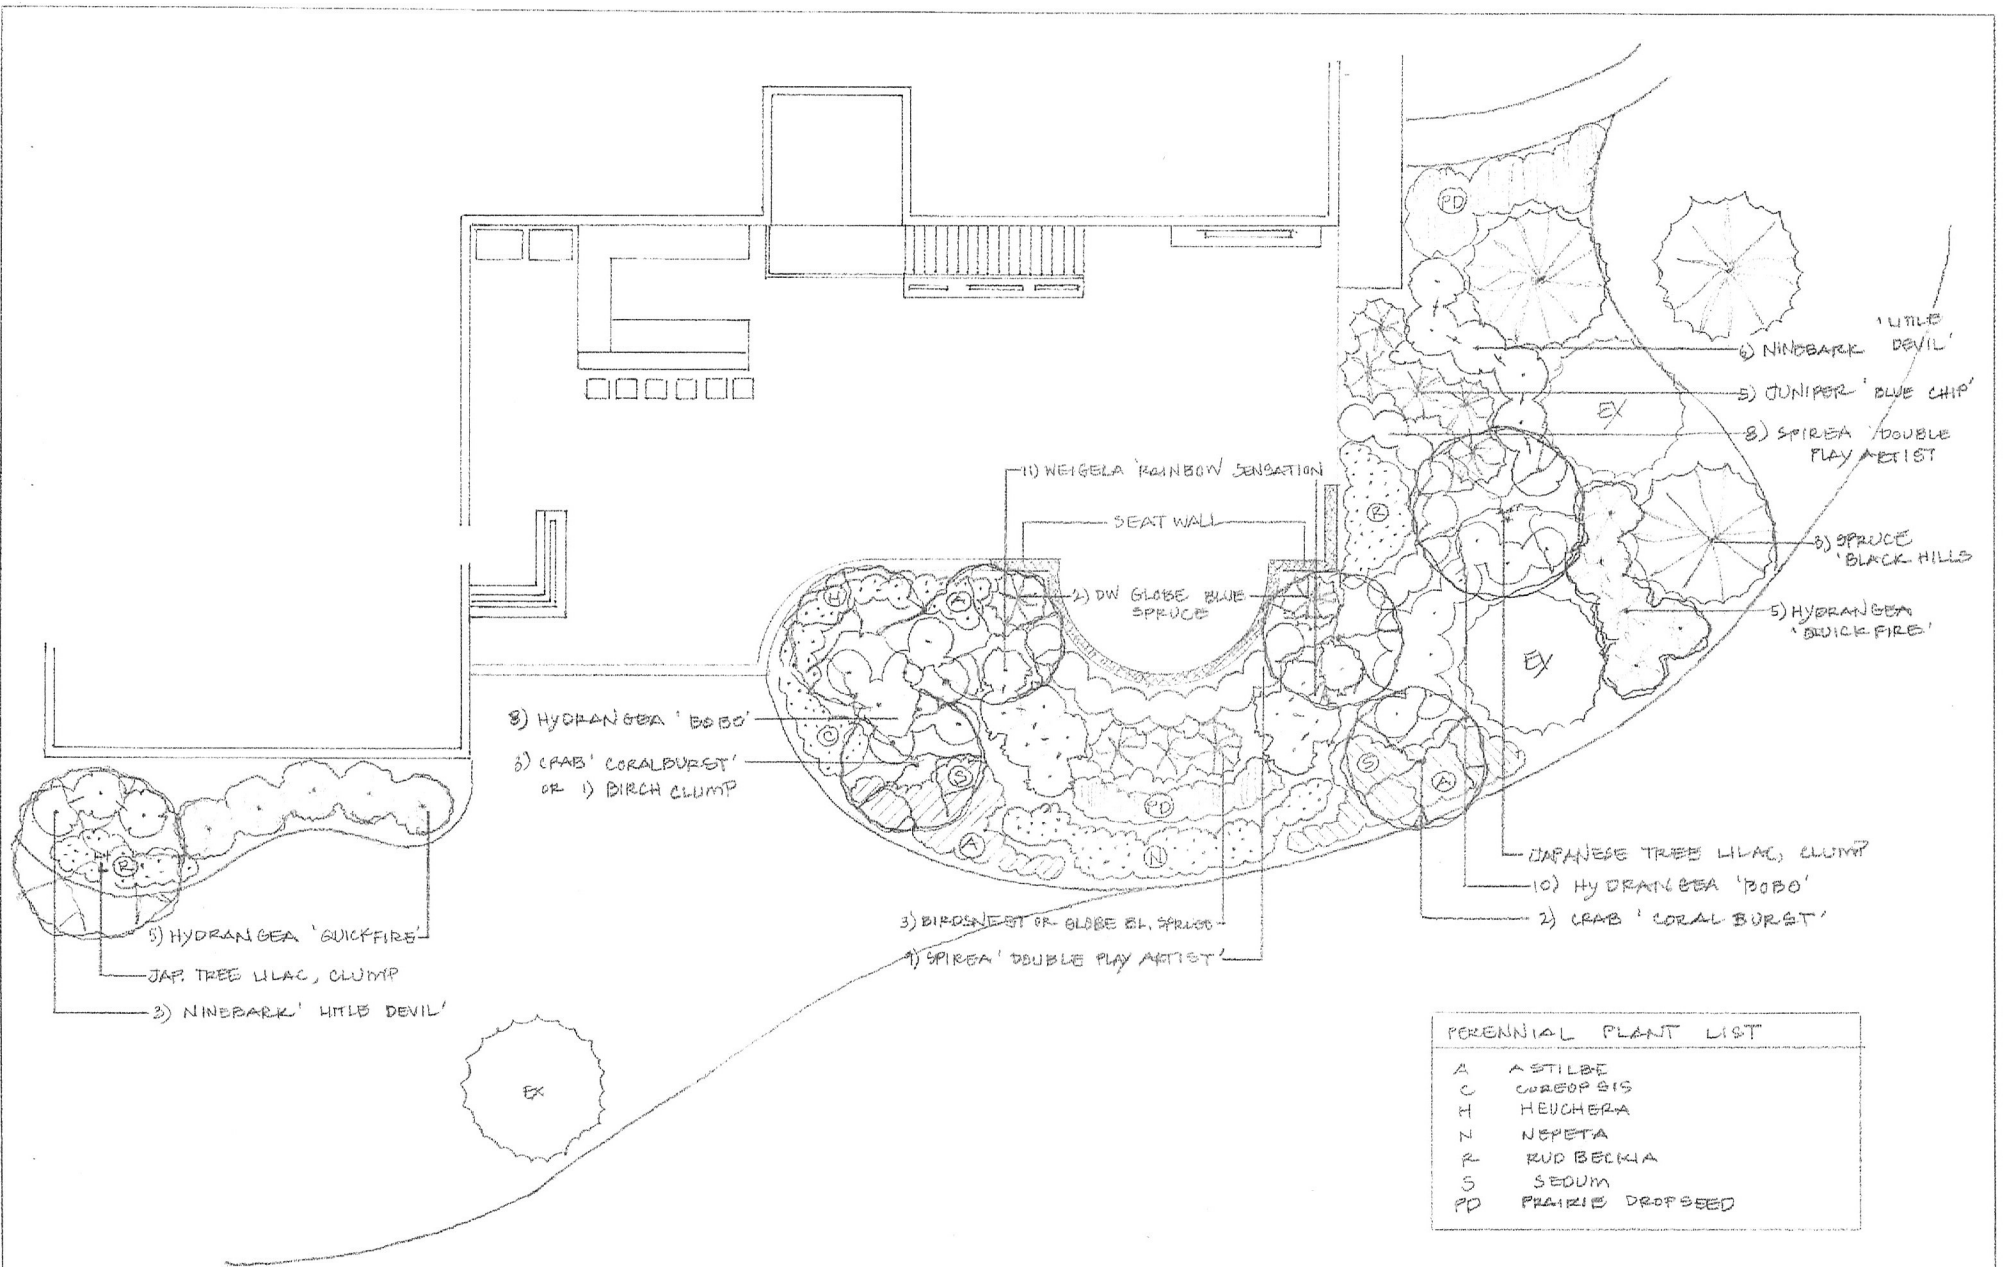 PD
'LITTLE
6) NINEBARK DEVIL'
5) JUNIPER 'BLUE CHIP'
EX
8) SPIREA 'DOUBLE
PLAY ARTIST
11) WEIGELA 'RAINBOW' SENSATION
R
SEAT WALL
3) SPRUCE
'BLACK HILLS
H
A
2) DW GLOBE BLUE
SPRUCE
5) HYDRANGEA
'QUICKFIRE'
EX
8) HYDRANGEA 'BOBO'
C
3) CRAB 'CORALBURST'
OR 1) BIRCH CLUMP
S
S
A
PD
A
N
R
JAPANESE TREE LILAC, CLUMP
10) HYDRANGEA 'BOBO'
2) CRAB 'CORAL BURST'
3) BIRDSNEST OR GLOBE BL. SPRUCE
9) SPIREA 'DOUBLE PLAY ARTIST'
5) HYDRANGEA 'QUICKFIRE'
JAP. TREE LILAC, CLUMP
3) NINEBARK 'LITTLE DEVIL'
EX
PERENNIAL PLANT LIST
A ASTILBE
C COREOPSIS
H HEUCHERA
N NEPETA
R RUDBECKIA
S SEDUM
PD PRAIRIE DROPSEED